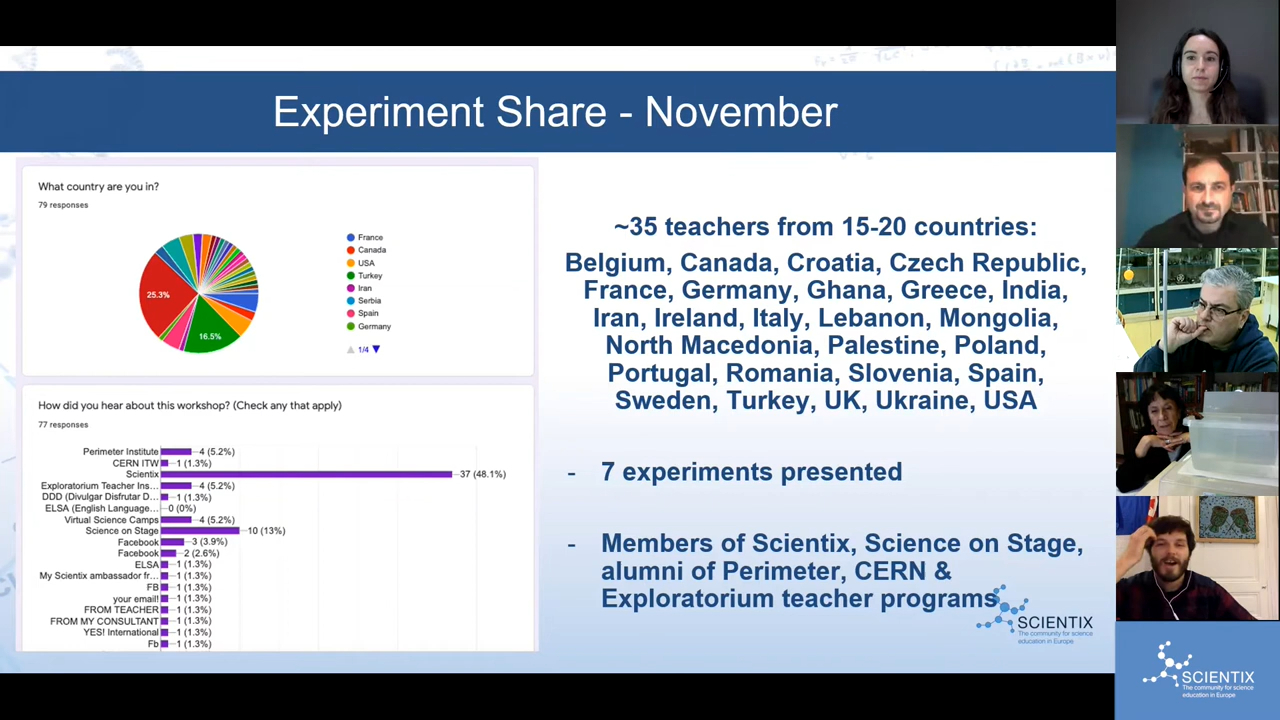 Experiment Share - November
What country are you in?
79 responses
25.3%
16.5%
France
Canada
USA
Turkey
Iran
Serbia
Spain
Germany
1/4
How did you hear about this workshop? (Check any that apply)
77 responses
Perimeter Institute 4 (5.2%)
CERN ITW 1 (1.3%)
Scientix 37 (48.1%)
Exploratorium Teacher Ins... 4 (5.2%)
DDD (Divulgar Disfrutar D... 1 (1.3%)
ELSA (English Language... 0 (0%)
Virtual Science Camps 4 (5.2%)
Science on Stage 10 (13%)
Facebook 3 (3.9%)
Facebook 2 (2.6%)
ELSA 1 (1.3%)
My Scientix ambassador fr... 1 (1.3%)
FB 1 (1.3%)
your email! 1 (1.3%)
FROM TEACHER 1 (1.3%)
FROM MY CONSULTANT 1 (1.3%)
YES! International 1 (1.3%)
Fb 1 (1.3%)
~35 teachers from 15-20 countries:
Belgium, Canada, Croatia, Czech Republic,
France, Germany, Ghana, Greece, India,
Iran, Ireland, Italy, Lebanon, Mongolia,
North Macedonia, Palestine, Poland,
Portugal, Romania, Slovenia, Spain,
Sweden, Turkey, UK, Ukraine, USA
- 7 experiments presented
- Members of Scientix, Science on Stage,
alumni of Perimeter, CERN &
Exploratorium teacher programs
SCIENTIX
The community for science
education in Europe
SCIENTIX
The community for science
education in Europe